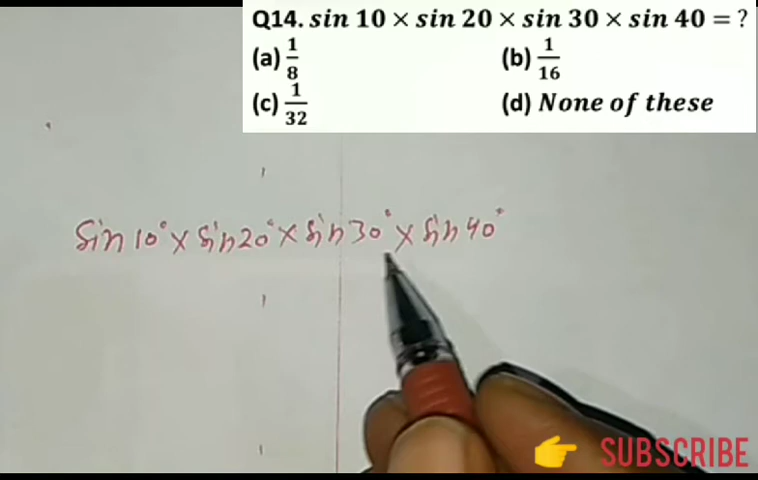 Q14. sin 10 × sin 20 × sin 30 × sin 40 = ?
(a) 1/8 (b) 1/16
(c) 1/32 (d) None of these
Sin 10° × Sin 20° × Sin 30° × Sin 40°
👉 SUBSCRIBE